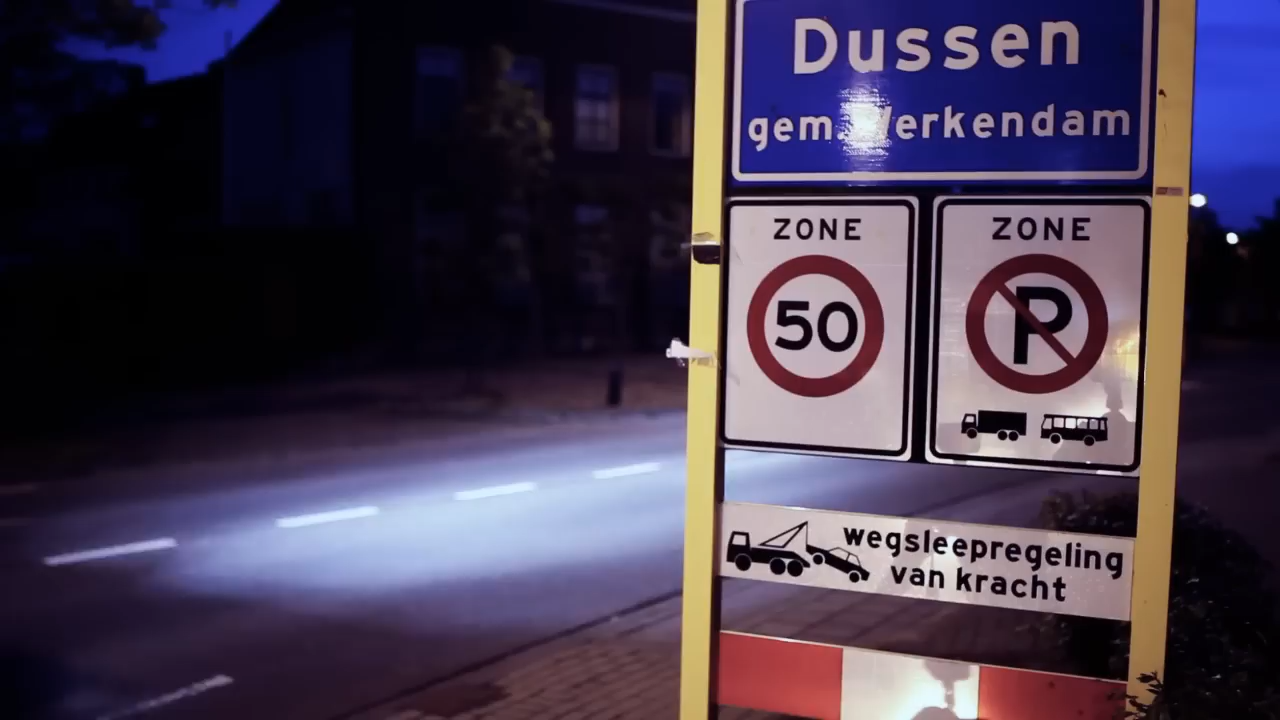 Dussen
gem. Werkendam
ZONE
50
ZONE
P
wegsleepregeling
van kracht